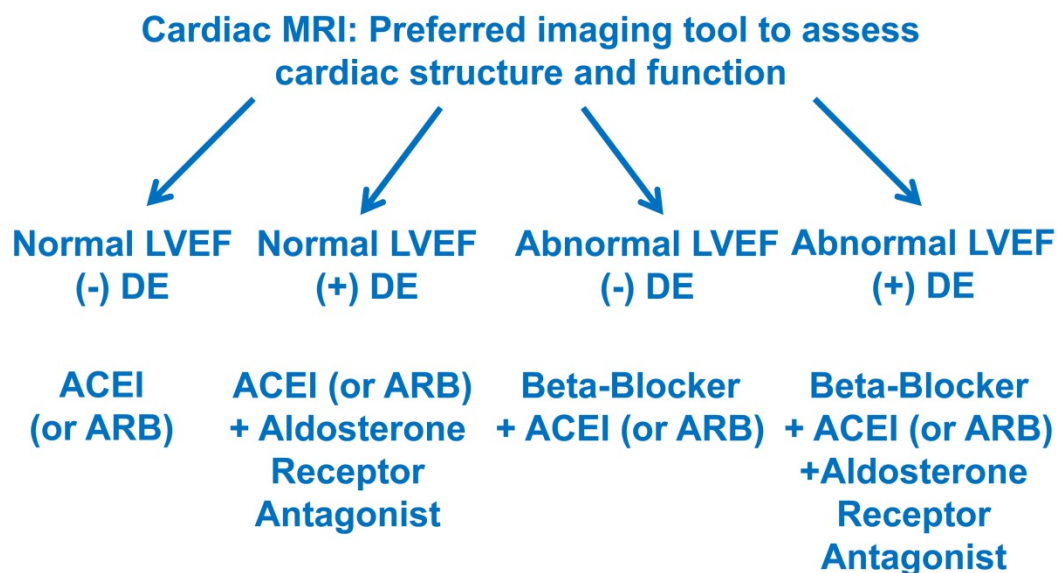 Cardiac MRI: Preferred imaging tool to assess
cardiac structure and function
Normal LVEF
(-) DE
Normal LVEF
(+) DE
Abnormal LVEF
(-) DE
Abnormal LVEF
(+) DE
ACEI
(or ARB)
ACEI (or ARB)
+ Aldosterone
Receptor
Antagonist
Beta-Blocker
+ ACEI (or ARB)
Beta-Blocker
+ ACEI (or ARB)
+Aldosterone
Receptor
Antagonist